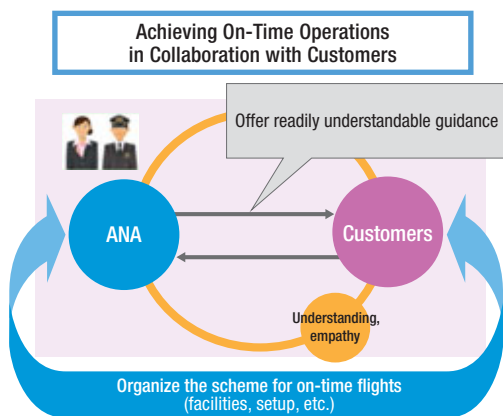 Achieving On-Time Operations
in Collaboration with Customers
Offer readily understandable guidance
ANA
Customers
Understanding,
empathy
Organize the scheme for on-time flights
(facilities, setup, etc.)